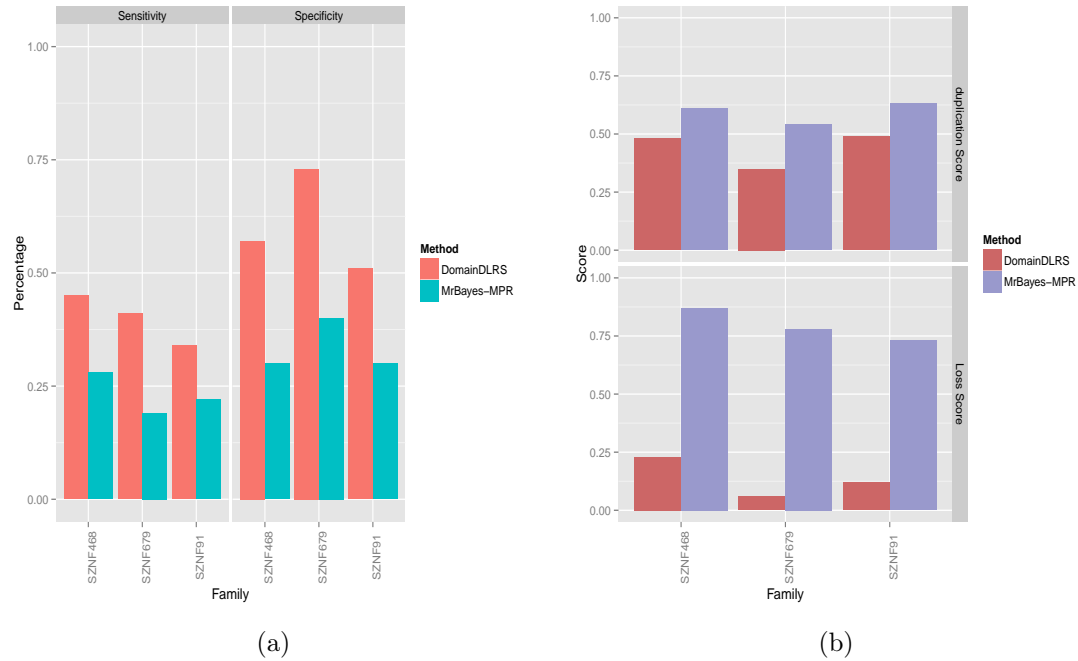 Sensitivity
Specificity
1.00
0.75
0.50
0.25
0.00
Percentage
SZNF468
SZNF679
SZNF91
SZNF468
SZNF679
SZNF91
Family
Method
DomainDLRS
MrBayes-MPR
(a)
1.00
0.75
0.50
0.25
0.00
duplication Score
1.00
0.75
0.50
0.25
0.00
Loss Score
Score
SZNF468
SZNF679
SZNF91
Family
Method
DomainDLRS
MrBayes-MPR
(b)